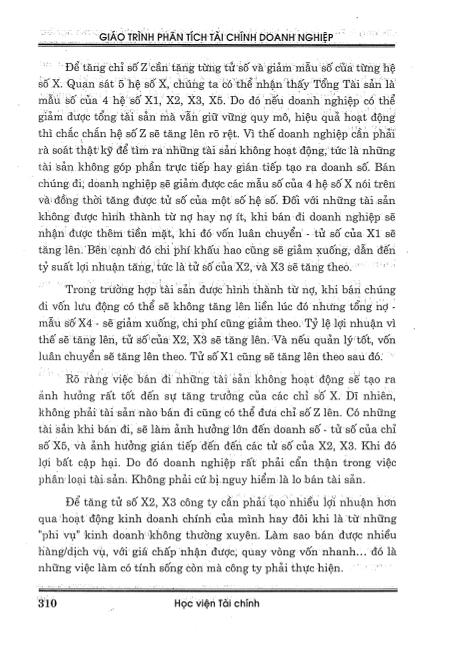 GIÁO TRÌNH PHÂN TÍCH TÀI CHÍNH DOANH NGHIỆP
Để tăng chỉ số Z cần tăng từng tử số và giảm mẫu số của từng hệ
số X. Quan sát 5 hệ số X, chúng ta có thể nhận thấy Tổng Tài sản là
mẫu số của 4 hệ số X1, X2, X3, X5. Do đó nếu doanh nghiệp có thể
giảm được tổng tài sản mà vẫn giữ vững quy mô, hiệu quả hoạt động
thì chắc chắn hệ số Z sẽ tăng lên rõ rệt. Vì thế doanh nghiệp cần phải
rà soát thật kỹ để tìm ra những tài sản không hoạt động, tức là những
tài sản không góp phần trực tiếp hay gián tiếp tạo ra doanh số. Bán
chúng đi, doanh nghiệp sẽ giảm được các mẫu số của 4 hệ số X nói trên
và đồng thời tăng được tử số của một số hệ số. Đối với những tài sản
không được hình thành từ nợ hay nợ ít, khi bán đi doanh nghiệp sẽ
nhận được thêm tiền mặt, khi đó vốn luân chuyển - tử số của X1 sẽ
tăng lên. Bên cạnh đó chi phí khấu hao cũng sẽ giảm xuống, dẫn đến
tỷ suất lợi nhuận tăng, tức là tử số của X2, và X3 sẽ tăng theo.
Trong trường hợp tài sản được hình thành từ nợ, khi bán chúng
đi vốn lưu động có thể sẽ không tăng lên liền lúc đó nhưng tổng nợ -
mẫu số X4 - sẽ giảm xuống, chi phí cũng giảm theo. Tỷ lệ lợi nhuận vì
thế sẽ tăng lên, tử số của X2, X3 sẽ tăng lên. Và nếu quản lý tốt, vốn
luân chuyển sẽ tăng lên theo. Tử số X1 cũng sẽ tăng theo sau đó.
Rõ ràng việc bán đi những tài sản không hoạt động sẽ tạo ra
ảnh hưởng rất tốt đến sự tăng trưởng của các chỉ số X. Dĩ nhiên,
không phải tài sản nào bán đi cũng có thể đưa chỉ số Z lên. Có những
tài sản khi bán đi, sẽ làm ảnh hưởng lớn đến doanh số - tử số của chỉ
số X5, và ảnh hưởng gián tiếp đến đến các tử số của X2, X3. Khi đó
lợi bất cập hại. Do đó doanh nghiệp rất phải cẩn thận trong việc
phân loại tài sản. Không phải cứ bị nguy hiểm là lo bán tài sản.
Để tăng tử số X2, X3 công ty cần phải tạo nhiều lợi nhuận hơn
qua hoạt động kinh doanh chính của mình hay đôi khi là từ những
"phi vụ" kinh doanh không thường xuyên. Làm sao bán được nhiều
hàng/dịch vụ, với giá chấp nhận được, quay vòng vốn nhanh... đó là
những việc làm có tính sống còn mà công ty phải thực hiện.
310 Học viện Tài chính